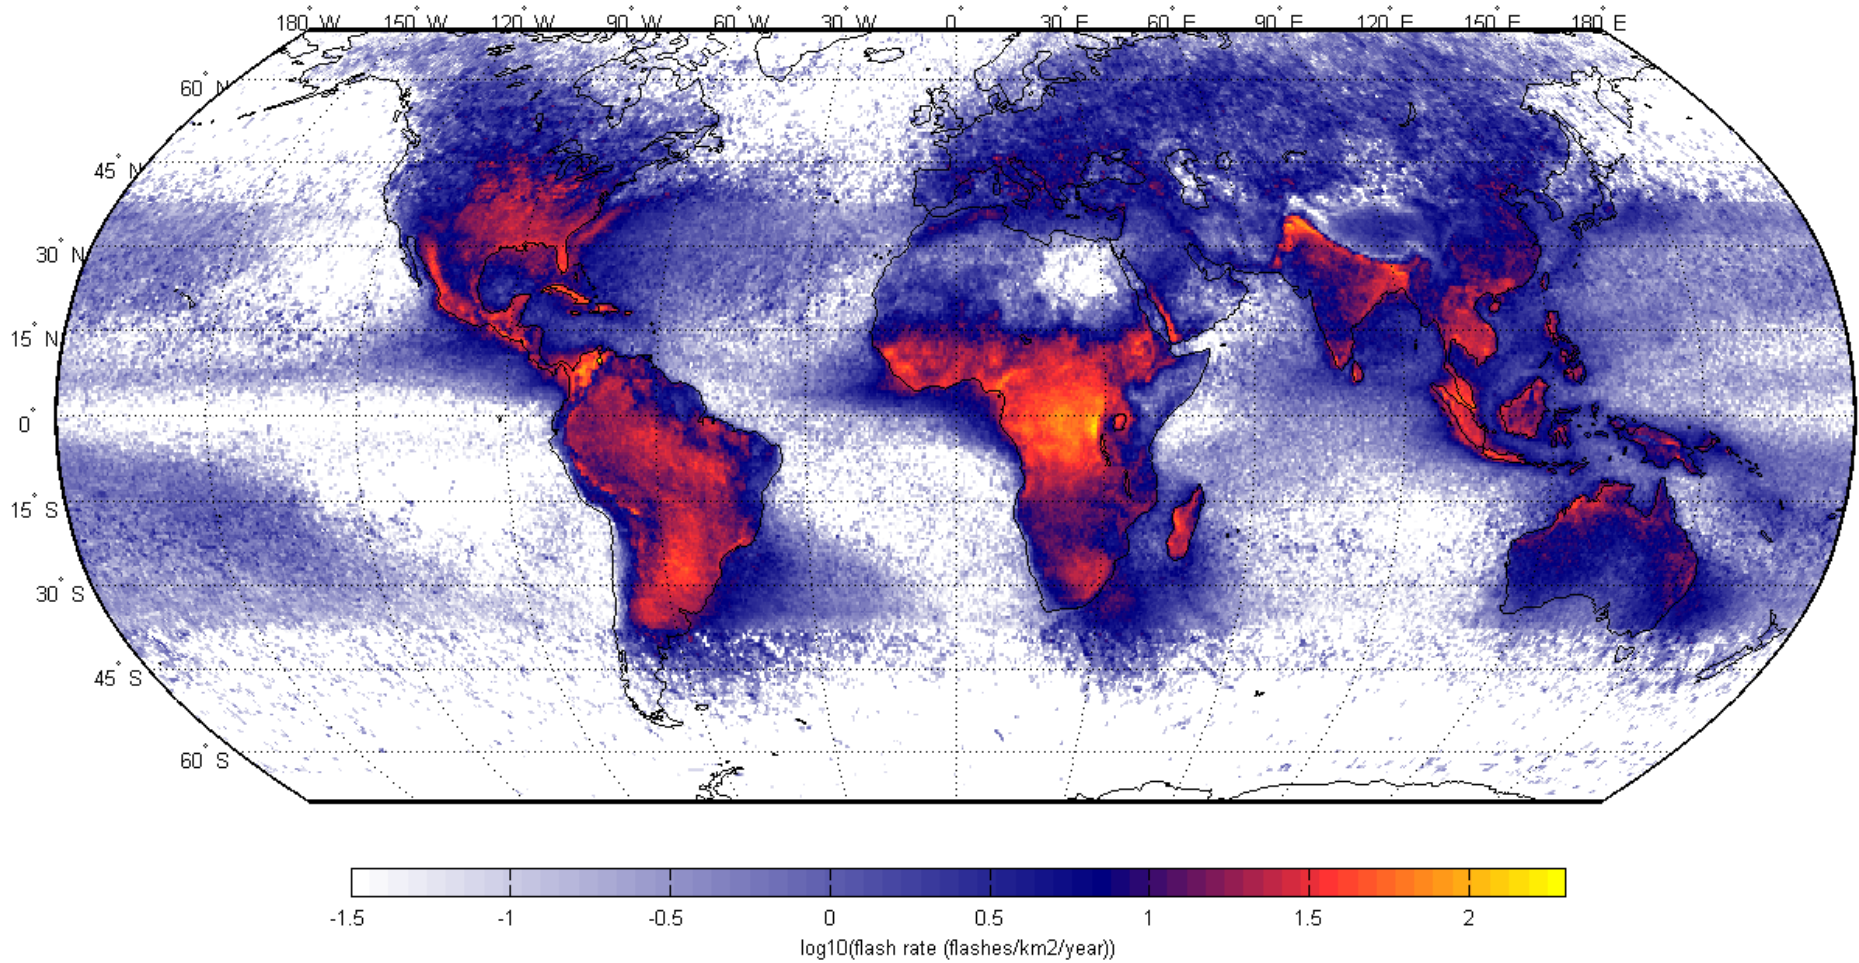 180° W 150° W 120° W 90° W 60° W 30° W 0° 30° E 60° E 90° E 120° E 150° E 180° E
60° N
45° N
30° N
15° N
0°
15° S
30° S
45° S
60° S
-1.5 -1 -0.5 0 0.5 1 1.5 2
log10(flash rate (flashes/km2/year))